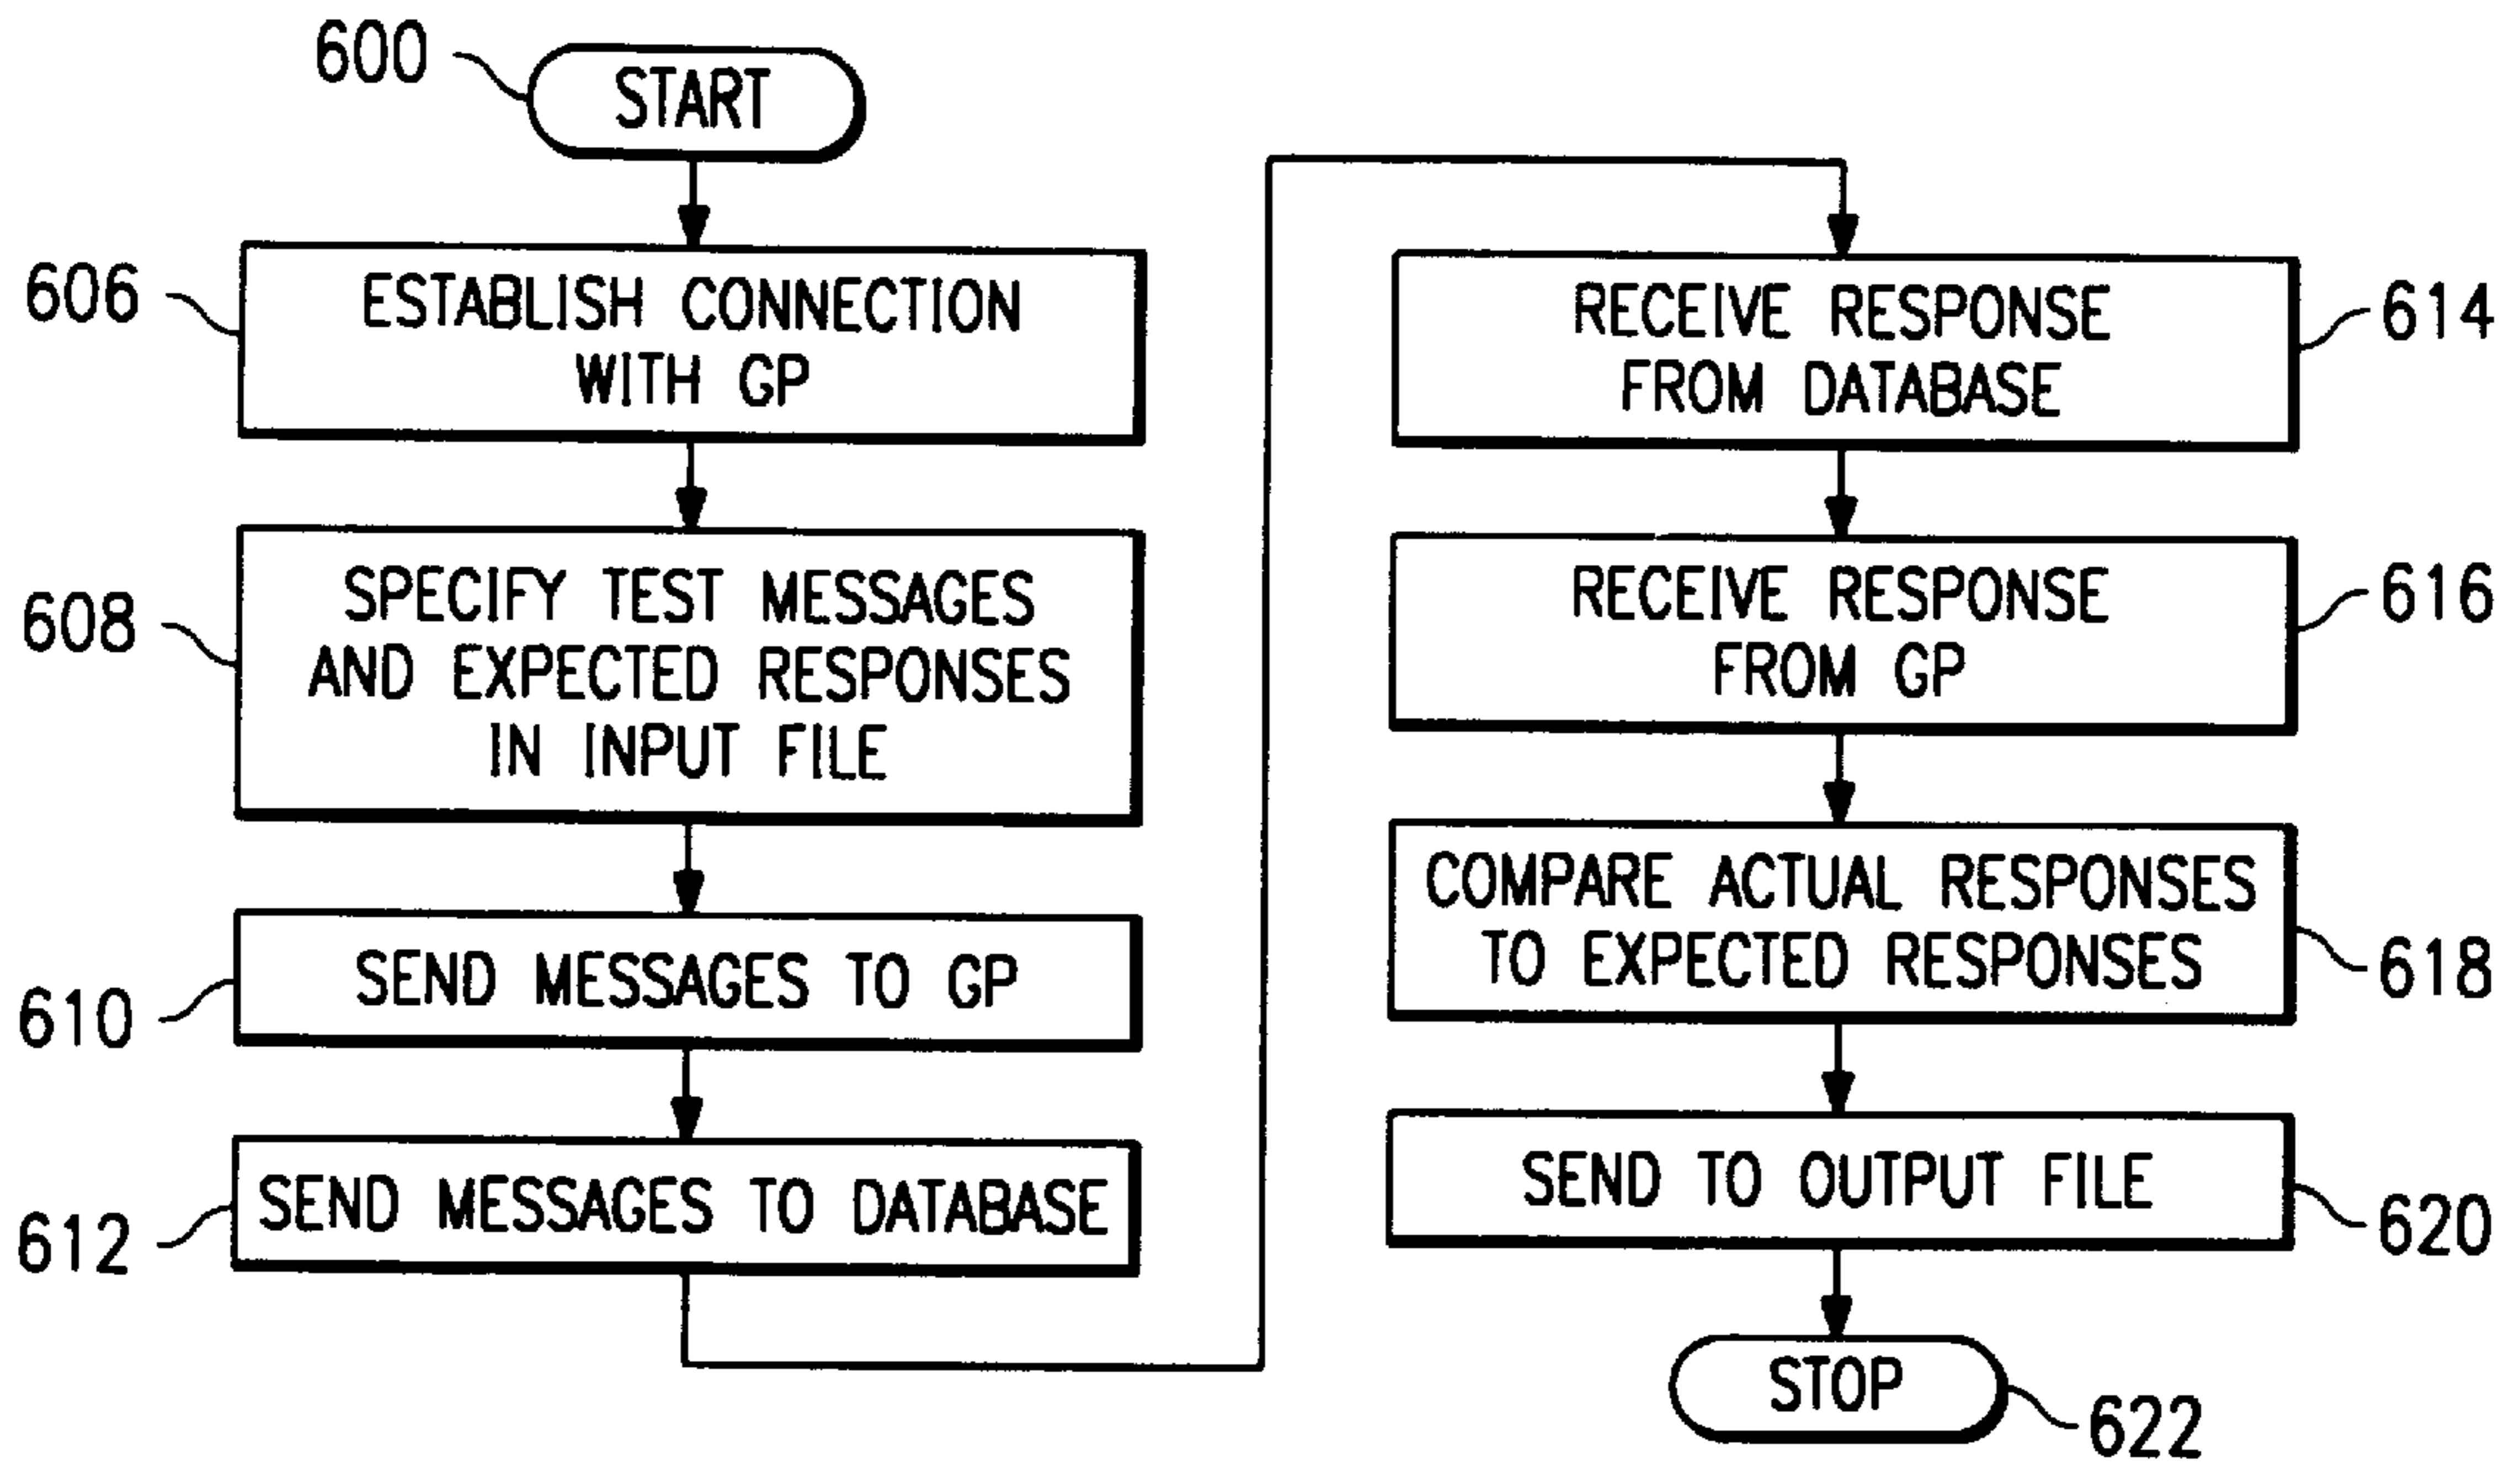 600
START
606
ESTABLISH CONNECTION
WITH GP
608
SPECIFY TEST MESSAGES
AND EXPECTED RESPONSES
IN INPUT FILE
610
SEND MESSAGES TO GP
612
SEND MESSAGES TO DATABASE
RECEIVE RESPONSE
FROM DATABASE
614
RECEIVE RESPONSE
FROM GP
616
COMPARE ACTUAL RESPONSES
TO EXPECTED RESPONSES
618
SEND TO OUTPUT FILE
620
STOP
622